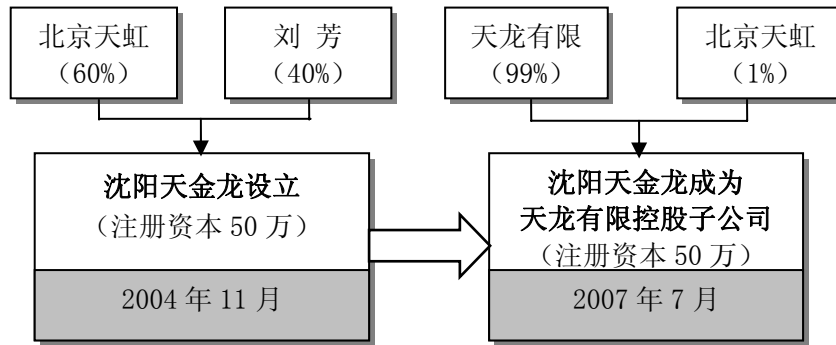 北京天虹
（60%）
刘 芳
（40%）
天龙有限
（99%）
北京天虹
（1%）
沈阳天金龙设立
（注册资本 50 万）
2004 年 11 月
沈阳天金龙成为
天龙有限控股子公司
（注册资本 50 万）
2007 年 7 月